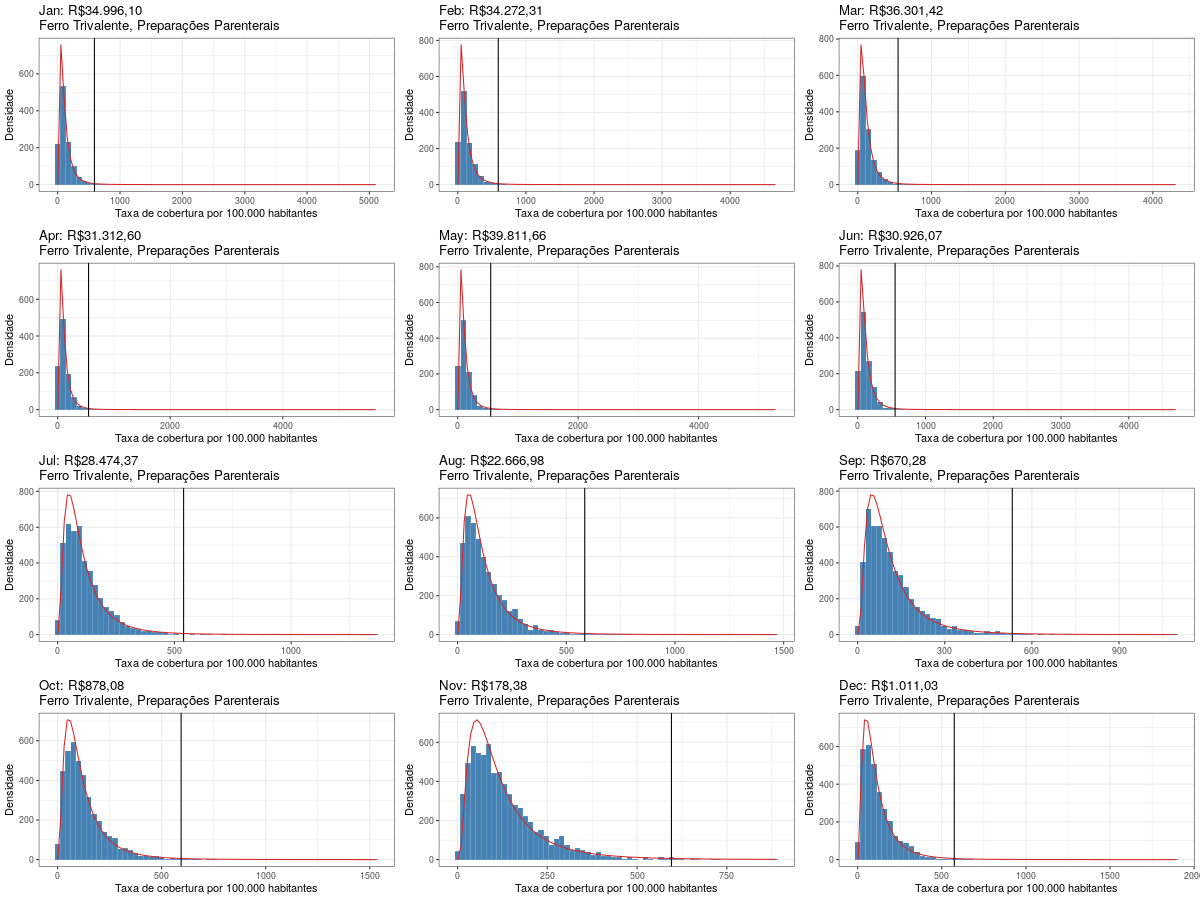 Jan: R$34.996,10
Ferro Trivalente, Preparações Parenterais
Densidade
600
400
200
0
0 1000 2000 3000 4000 5000
Taxa de cobertura por 100.000 habitantes
Feb: R$34.272,31
Ferro Trivalente, Preparações Parenterais
Densidade
800
600
400
200
0
0 1000 2000 3000 4000
Taxa de cobertura por 100.000 habitantes
Mar: R$36.301,42
Ferro Trivalente, Preparações Parenterais
Densidade
800
600
400
200
0
0 1000 2000 3000 4000
Taxa de cobertura por 100.000 habitantes
Apr: R$31.312,60
Ferro Trivalente, Preparações Parenterais
Densidade
600
400
200
0
0 2000 4000
Taxa de cobertura por 100.000 habitantes
May: R$39.811,66
Ferro Trivalente, Preparações Parenterais
Densidade
800
600
400
200
0
0 2000 4000
Taxa de cobertura por 100.000 habitantes
Jun: R$30.926,07
Ferro Trivalente, Preparações Parenterais
Densidade
800
600
400
200
0
0 1000 2000 3000 4000
Taxa de cobertura por 100.000 habitantes
Jul: R$28.474,37
Ferro Trivalente, Preparações Parenterais
Densidade
800
600
400
200
0
0 500 1000
Taxa de cobertura por 100.000 habitantes
Aug: R$22.666,98
Ferro Trivalente, Preparações Parenterais
Densidade
600
400
200
0
0 500 1000 1500
Taxa de cobertura por 100.000 habitantes
Sep: R$670,28
Ferro Trivalente, Preparações Parenterais
Densidade
800
600
400
200
0
0 300 600 900
Taxa de cobertura por 100.000 habitantes
Oct: R$878,08
Ferro Trivalente, Preparações Parenterais
Densidade
600
400
200
0
0 500 1000 1500
Taxa de cobertura por 100.000 habitantes
Nov: R$178,38
Ferro Trivalente, Preparações Parenterais
Densidade
600
400
200
0
0 250 500 750
Taxa de cobertura por 100.000 habitantes
Dec: R$1.011,03
Ferro Trivalente, Preparações Parenterais
Densidade
600
400
200
0
0 500 1000 1500 2000
Taxa de cobertura por 100.000 habitantes